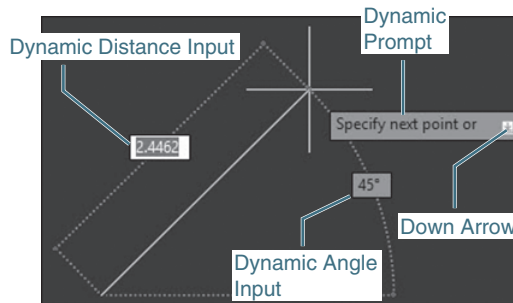 Dynamic
Prompt
Dynamic Distance Input
Specify next point or
2.4462
45°
Down Arrow
Dynamic Angle
Input